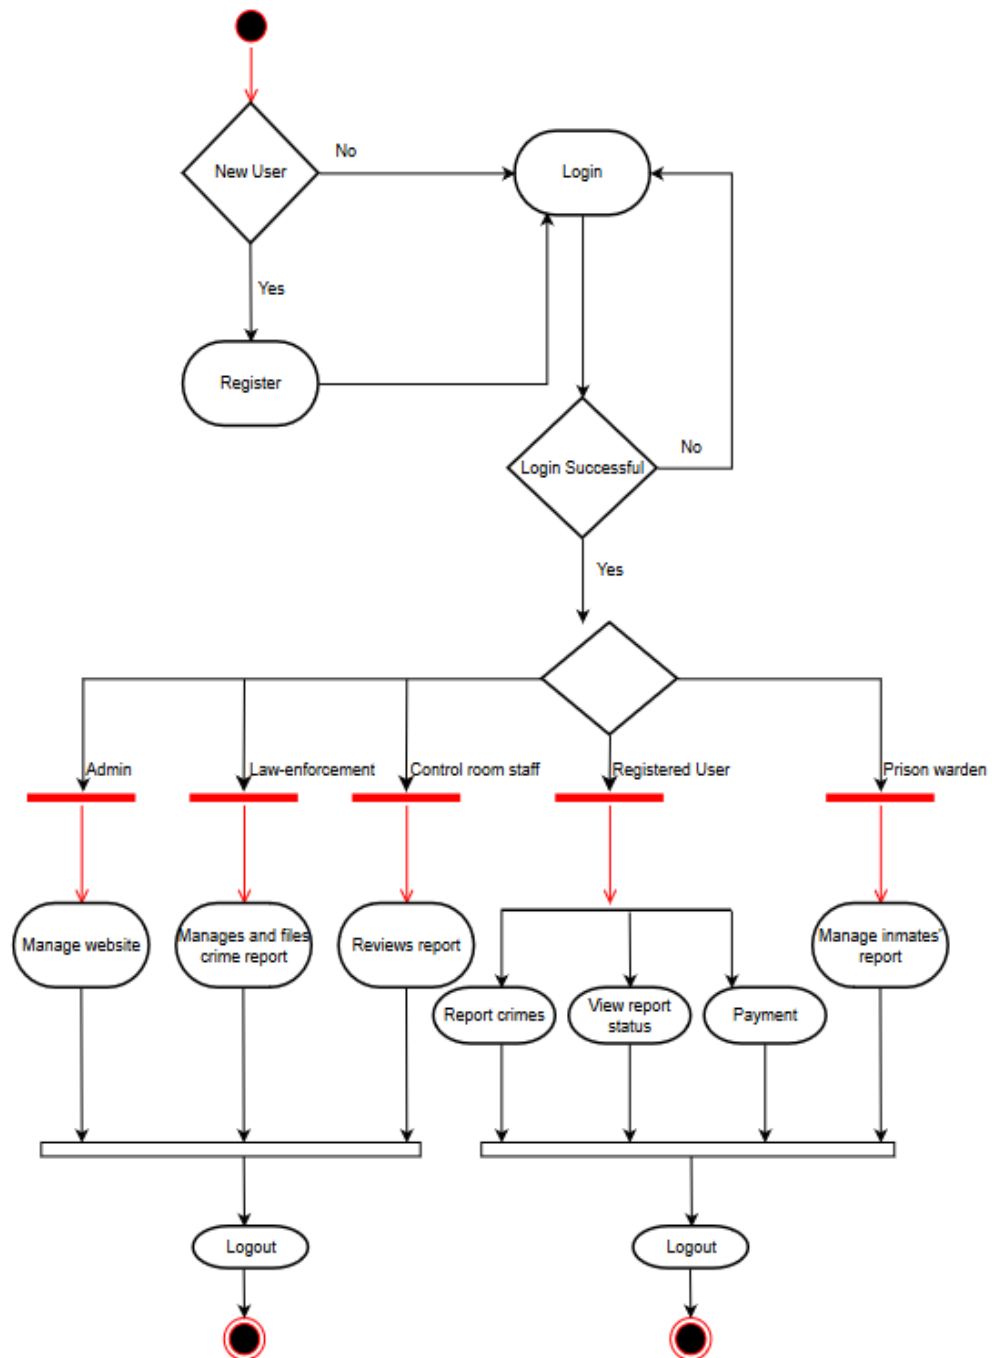 New User
No
Login
Yes
Register
Login Successful
No
Yes
Admin
Law-enforcement
Control room staff
Registered User
Prison warden
Manage website
Manages and files
crime report
Reviews report
Manage inmates"
report
Report crimes
View report
status
Payment
Logout
Logout